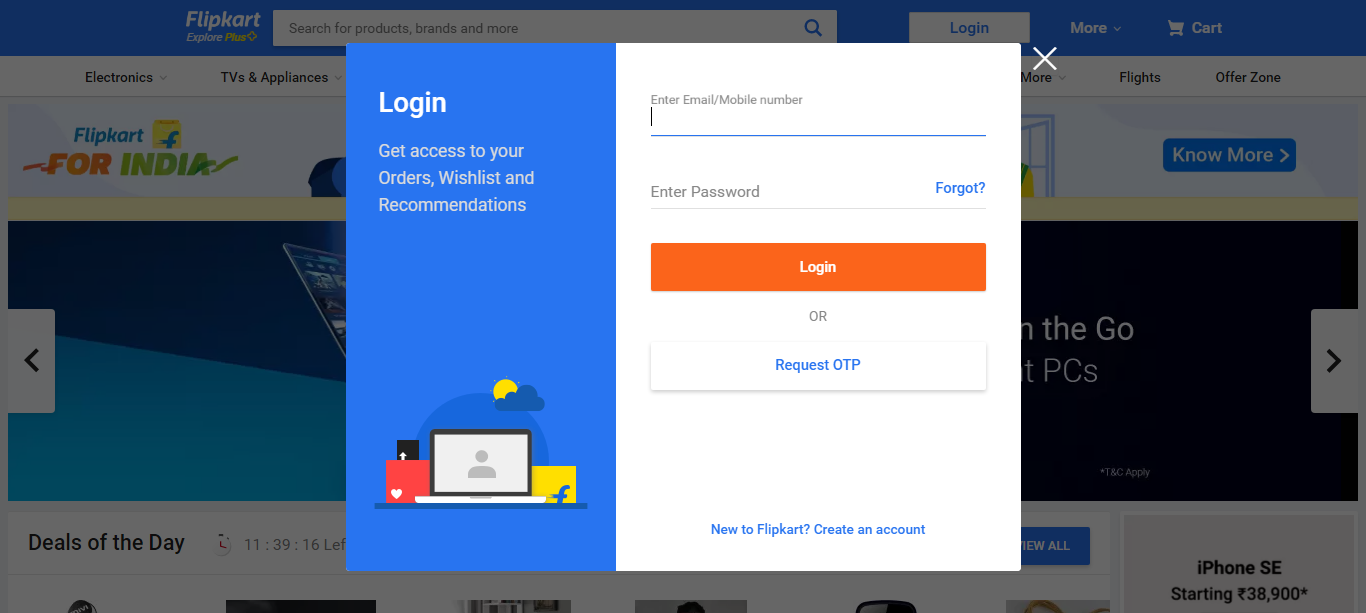 Flipkart
Explore Plus
Search for products, brands and more
Login
More
Cart
Electronics
TVs & Appliances
More
Flights
Offer Zone
Flipkart
FOR INDIA
Know More
Login
Get access to your
Orders, Wishlist and
Recommendations
Enter Email/Mobile number
Enter Password
Forgot?
Login
OR
Request OTP
New to Flipkart? Create an account
n the Go
t PCs
*T&C Apply
Deals of the Day
11 : 39 : 16 Lef
VIEW ALL
iPhone SE
Starting ₹38,900*